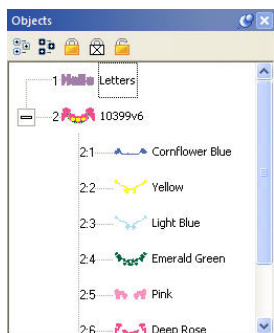 Objects
1 Hello Letters
2 10399v6
2:1 Cornflower Blue
2:2 Yellow
2:3 Light Blue
2:4 Emerald Green
2:5 Pink
2:6 Deep Rose